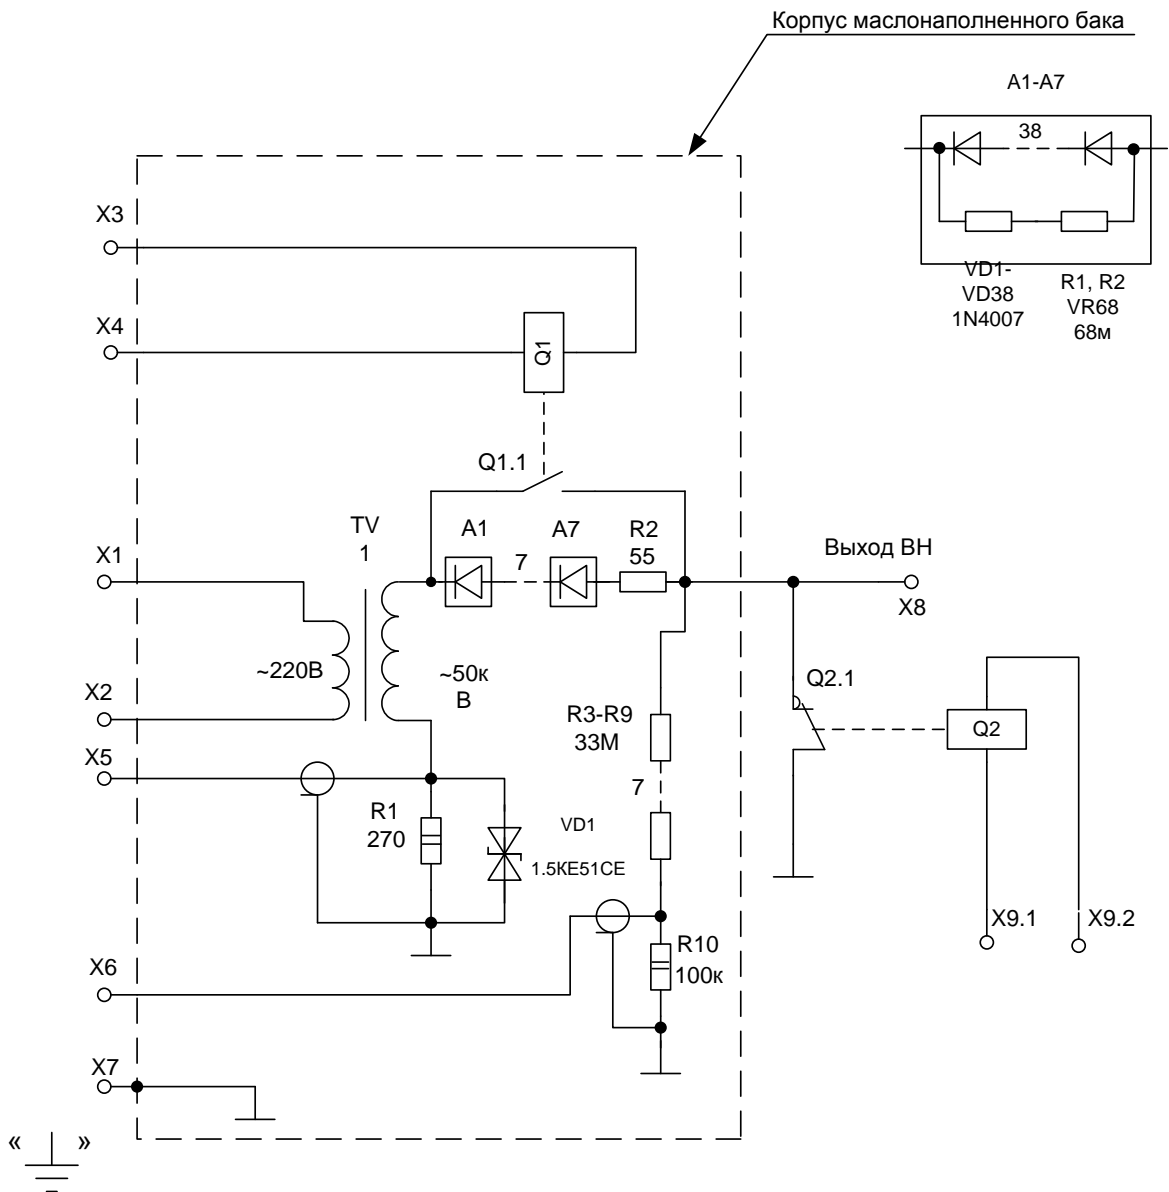 Корпус маслонаполненного бака
A1-A7
38
VD1-
VD38
1N4007
R1, R2
VR68
68м
X3
X4
Q1
Q1.1
TV
1
A1
7
A7
R2
55
Выход ВН
X8
X1
~220В
~50к
В
X2
X5
R3-R9
33М
7
Q2.1
Q2
R1
270
VD1
1.5КЕ51СЕ
X9.1
X9.2
R10
100к
X6
X7
« »